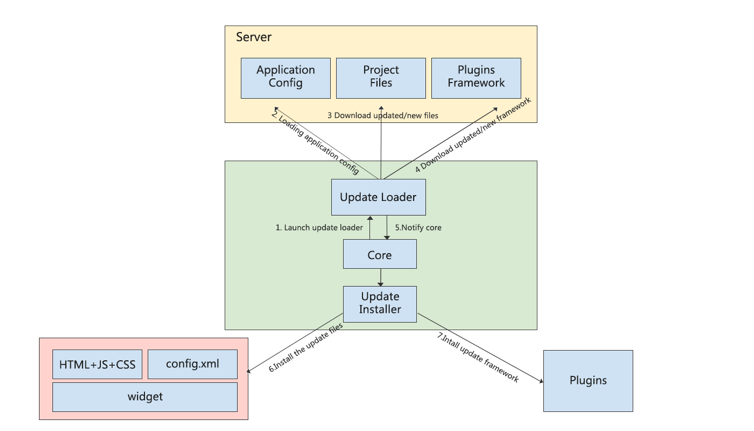 Server
Application
Config
Project
Files
Plugins
Framework
2. Loading application config
3 Download updated/new files
4 Download updated/new framework
Update Loader
1. Launch update loader
5.Notify core
Core
Update
Installer
6.Install the update files
7.Intall update framework
HTML+JS+CSS
config.xml
widget
Plugins